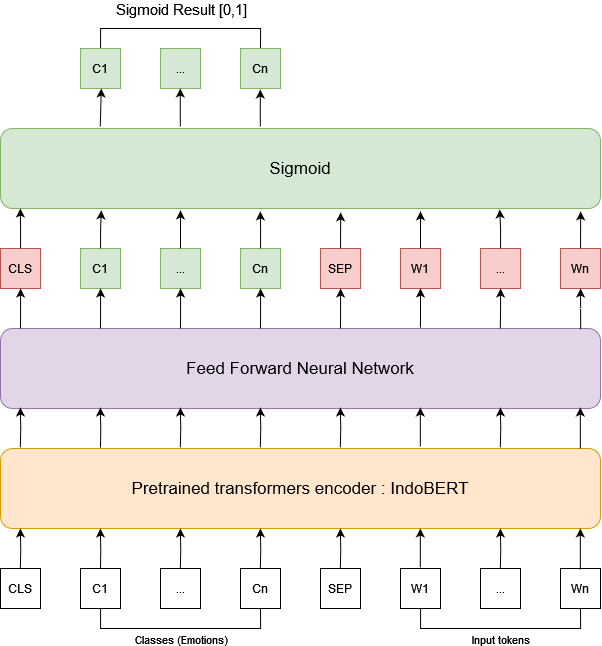 Sigmoid Result [0,1]
C1 ... Cn
Sigmoid
CLS C1 ... Cn SEP W1 ... Wn
Feed Forward Neural Network
Pretrained transformers encoder : IndoBERT
CLS C1 ... Cn SEP W1 ... Wn
Classes (Emotions) Input tokens